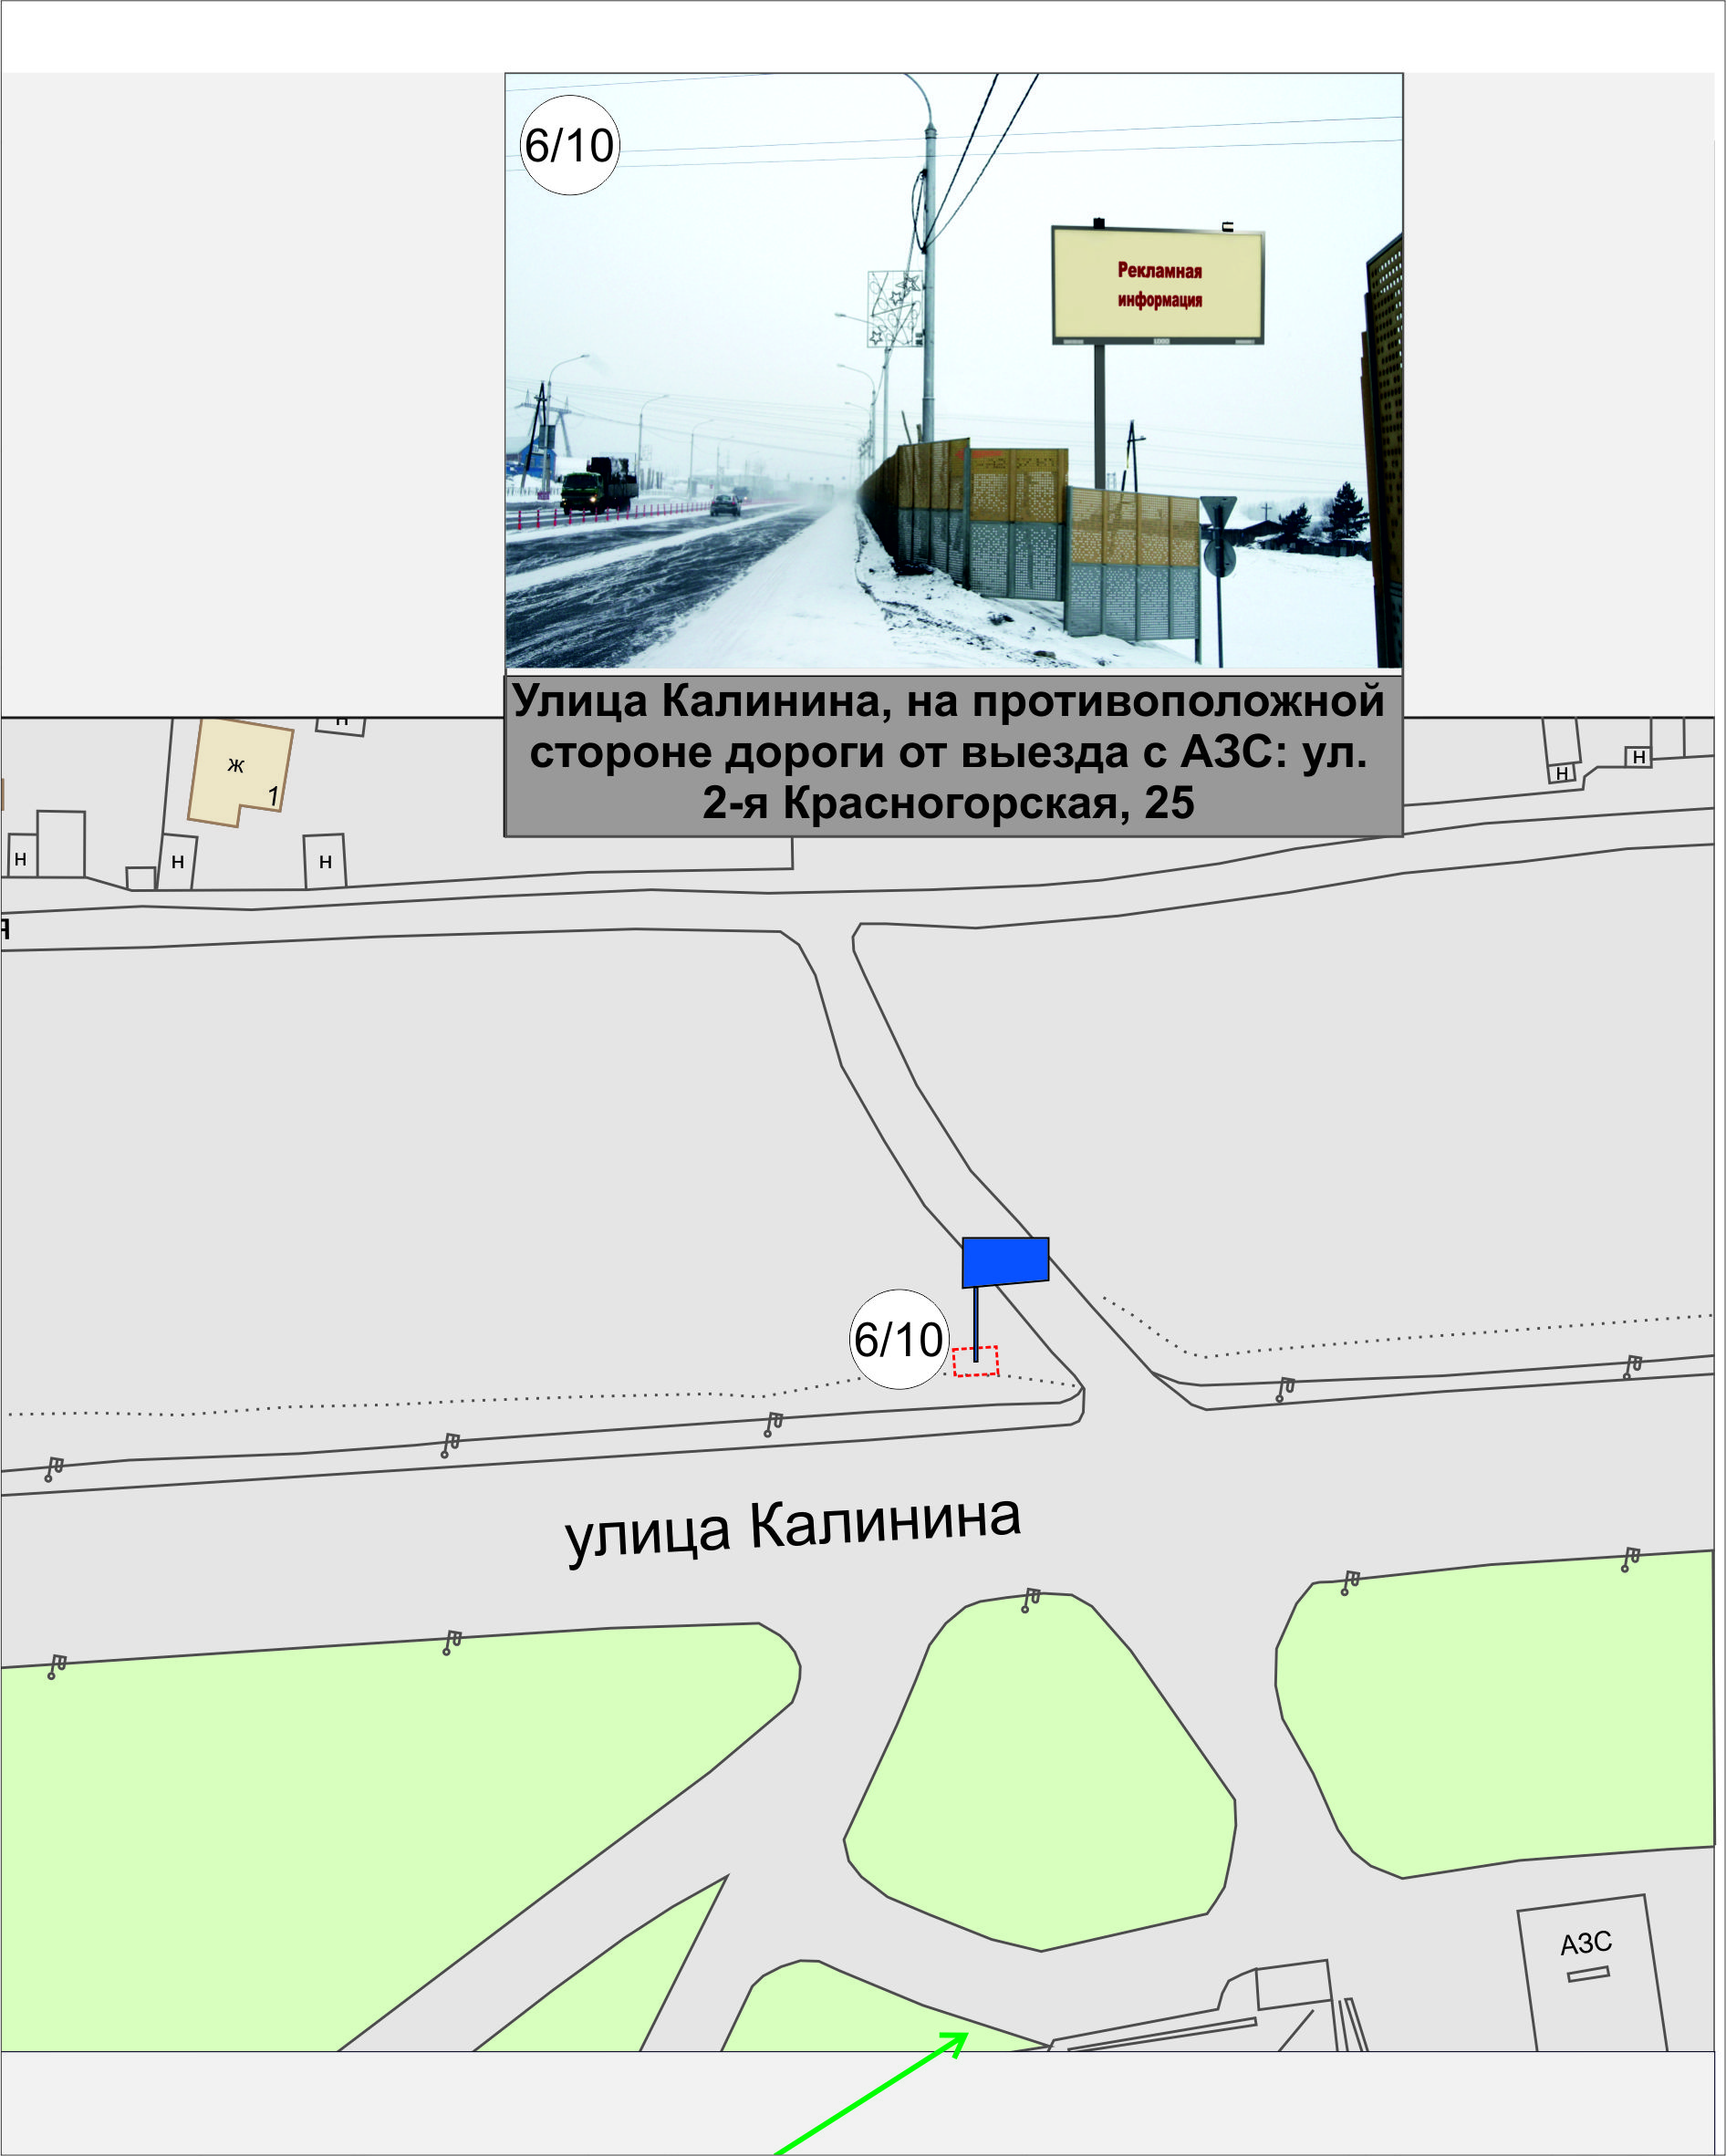 6/10
Рекламная
информация
Улица Калинина, на противоположной
стороне дороги от выезда с АЗС: ул.
2-я Красногорская, 25
н
ж
1
н
н
н
н
н
я
6/10
улица Калинина
АЗС